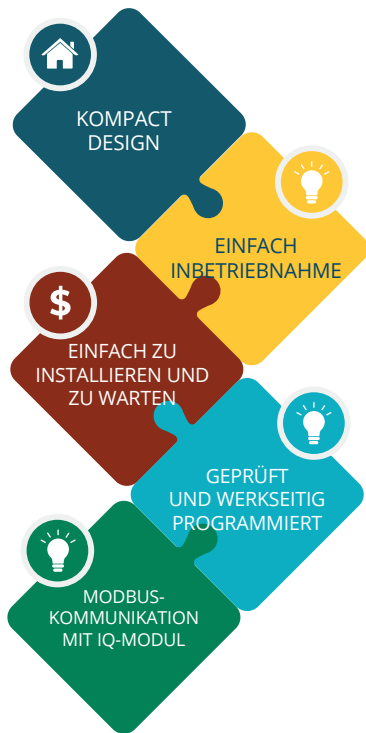 KOMPACT
DESIGN
EINFACH
INBETRIEBNAHME
$
EINFACH ZU
INSTALLIEREN UND
ZU WARTEN
GEPRÜFT
UND WERKSEITIG
PROGRAMMIERT
MODBUS-
KOMMUNIKATION
MIT IQ-MODUL